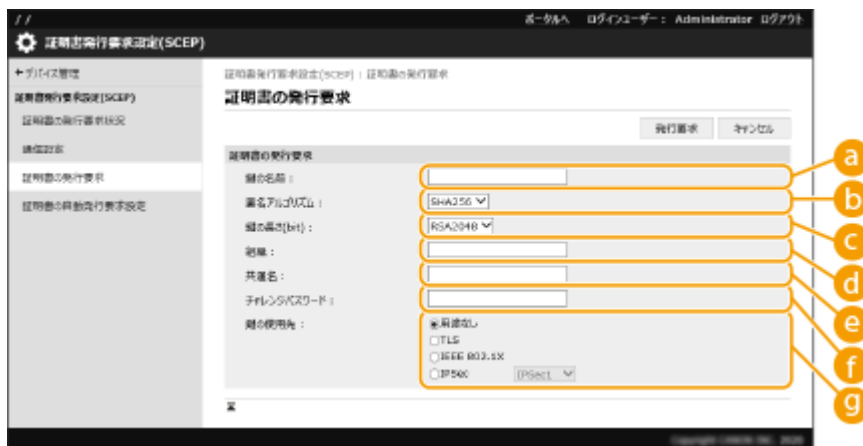 //
ポータルへ ログインユーザー： Administrator ログアウト
証明書発行要求設定(SCEP)
デバイス管理
証明書発行要求設定(SCEP) : 証明書の発行要求
証明書発行要求設定(SCEP)
証明書の発行要求
証明書の発行要求状況
発行要求 キャンセル
通信設定
証明書の発行要求
証明書の発行要求
鍵の名前：
a
証明書の自動発行要求設定
署名アルゴリズム：
SHA256
b
鍵の長さ(bit)：
RSA2048
c
組織：
d
共通名：
e
チャレンジパスワード：
f
鍵の使用先：
用途なし
TLS
IEEE 802.1X
IPSec
IPSec1
g
Copyright CANON INC. 2020